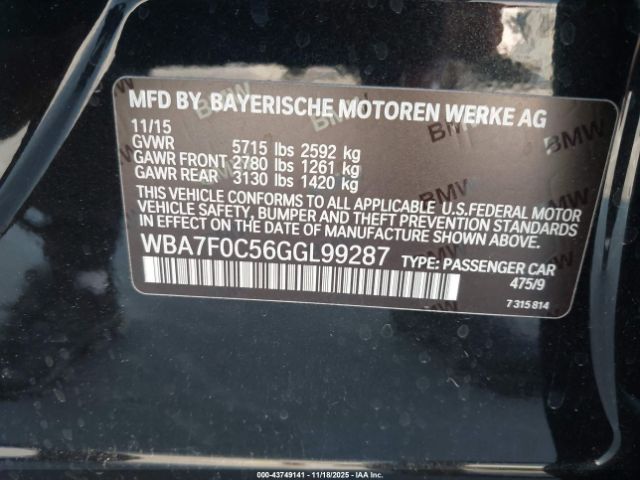 MFD BY BAYERISCHE MOTOREN WERKE AG
11/15
GVWR 5715 lbs 2592 kg
GAWR FRONT 2780 lbs 1261 kg
GAWR REAR 3130 lbs 1420 kg
THIS VEHICLE CONFORMS TO ALL APPLICABLE U.S.FEDERAL MOTOR
VEHICLE SAFETY, BUMPER AND THEFT PREVENTION STANDARDS
IN EFFECT ON THE DATE OF MANUFACTURE SHOWN ABOVE.
WBA7F0C56GGL99287 TYPE: PASSENGER CAR
475/9
7 315 814
BMW
BMW
BMW
000-43749141 - 11/18/2025 - IAA Inc.